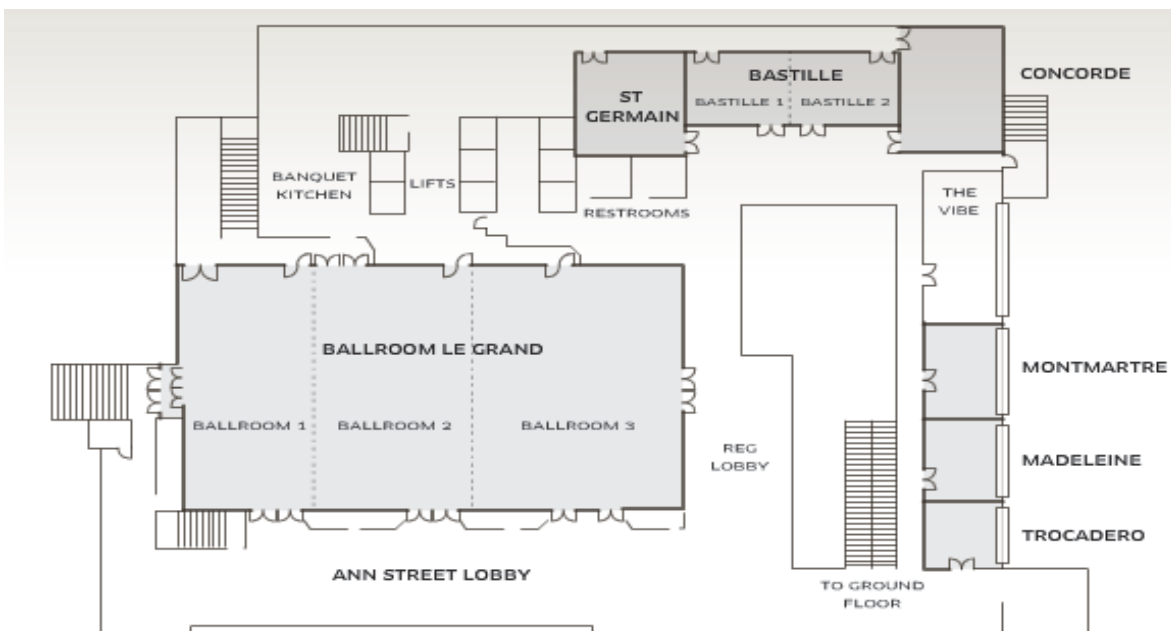 CONCORDE
BASTILLE
BASTILLE 1
BASTILLE 2
ST
GERMAIN
BANQUET
KITCHEN
LIFTS
RESTROOMS
THE
VIBE
BALLROOM LE GRAND
BALLROOM 1
BALLROOM 2
BALLROOM 3
REG
LOBBY
MONTMARTRE
MADELEINE
TROCADERO
ANN STREET LOBBY
TO GROUND
FLOOR